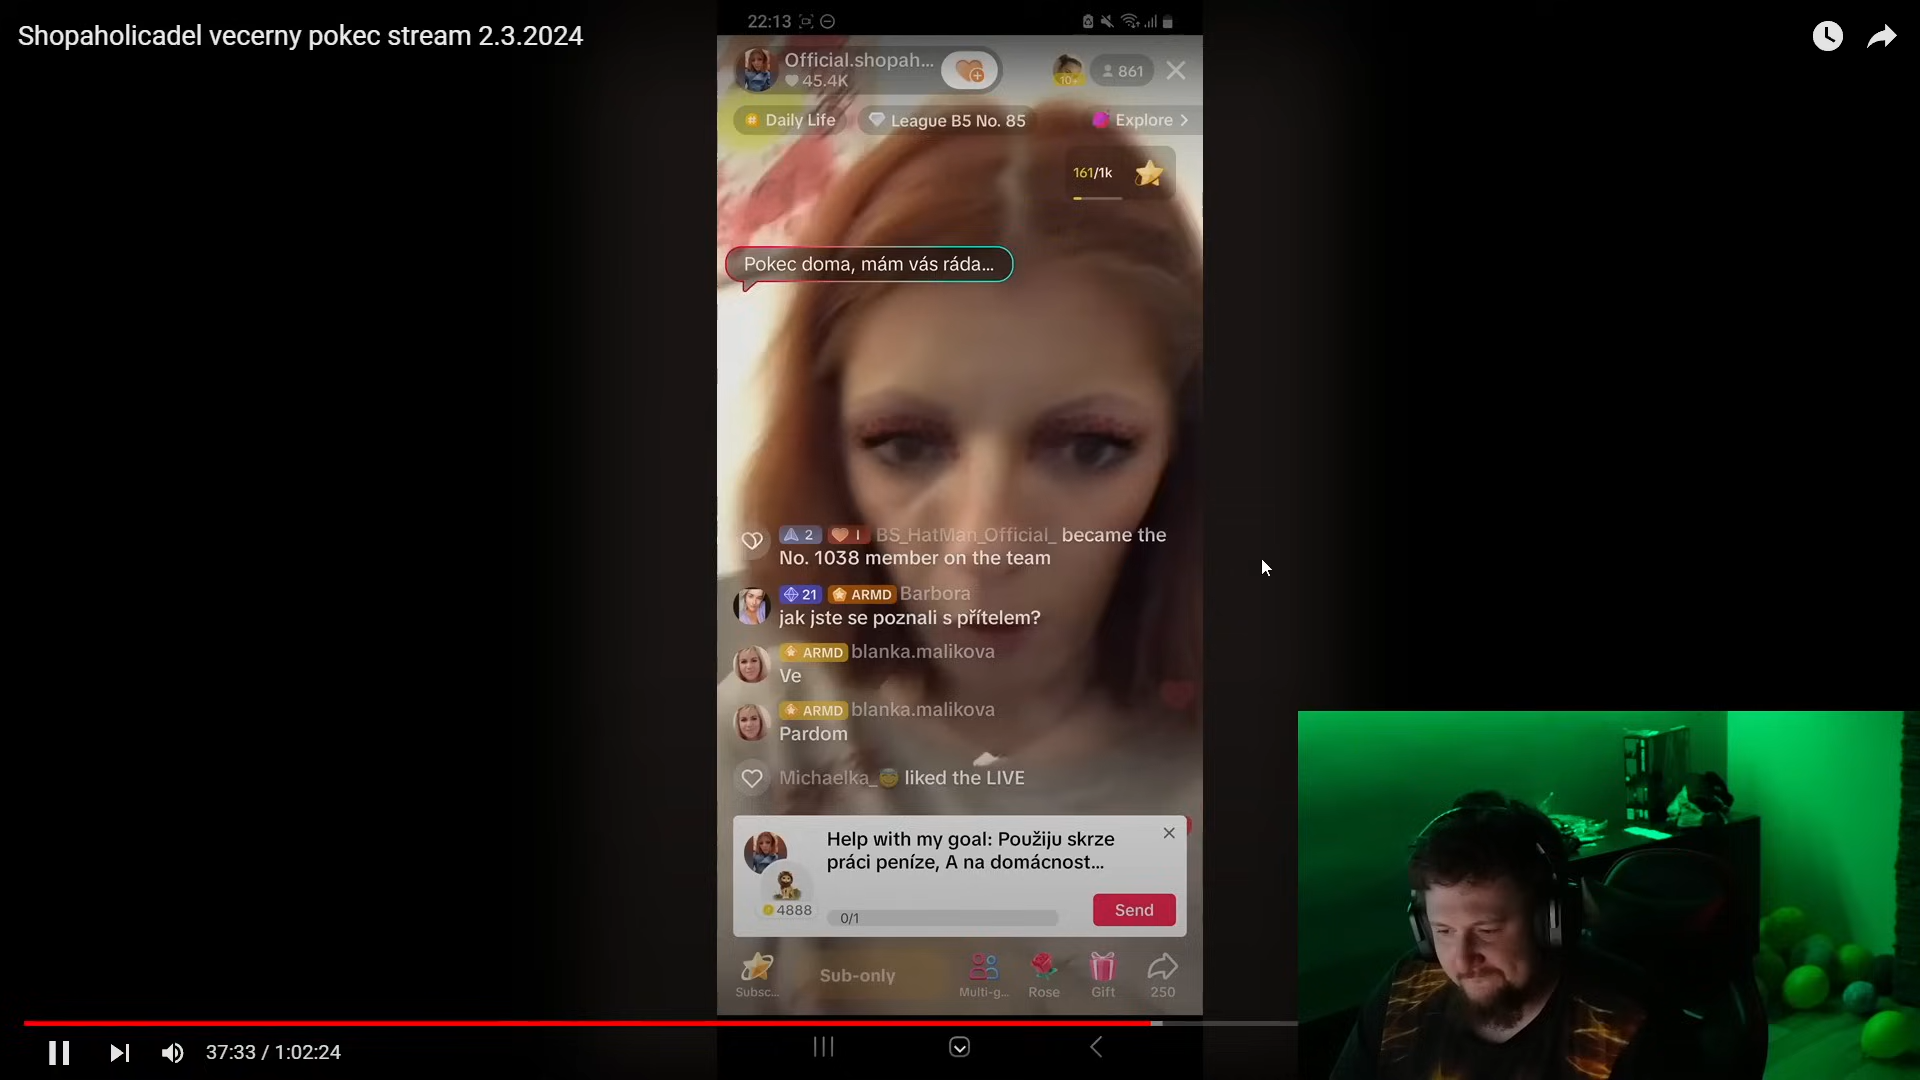 Shopaholicadel vecerny pokec stream 2.3.2024
22:13
Official.shopah...
45.4K
10+
861
Daily Life
League B5 No. 85
Explore >
161/1k
Pokec doma, mám vás ráda...
2 I BS_HatMan_Official_ became the
No. 1038 member on the team
21 ARMD Barbora
jak jste se poznali s přítelem?
ARMD blanka.malikova
Ve
ARMD blanka.malikova
Pardom
Michaelka_😇 liked the LIVE
Help with my goal: Použiju skrze
práci peníze, A na domácnost...
4888
0/1
Send
Subsc...
Sub-only
Multi-g...
Rose
Gift
250
37:33 / 1:02:24